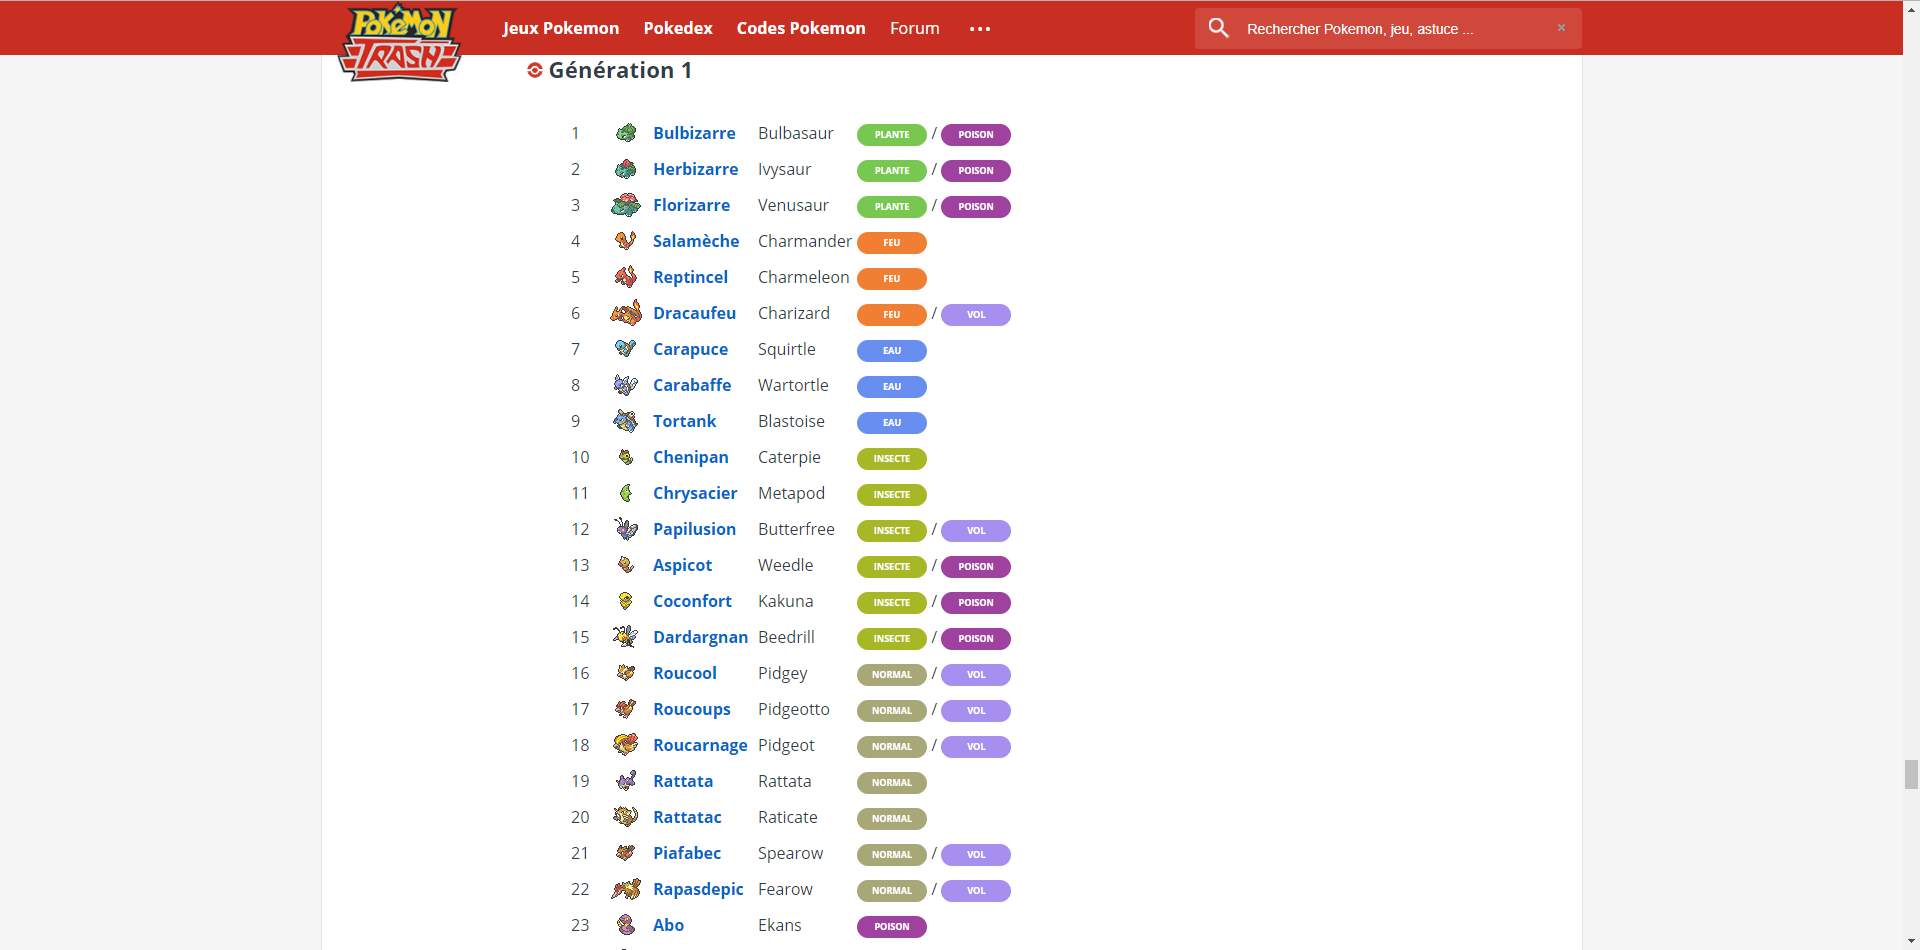 POKÉMON
TRASH
Jeux Pokemon Pokedex Codes Pokemon Forum ••• Rechercher Pokemon, jeu, astuce ... ×
Génération 1
1 Bulbizarre Bulbasaur PLANTE / POISON
2 Herbizarre Ivysaur PLANTE / POISON
3 Florizarre Venusaur PLANTE / POISON
4 Salamèche Charmander FEU
5 Reptincel Charmeleon FEU
6 Dracaufeu Charizard FEU / VOL
7 Carapuce Squirtle EAU
8 Carabaffe Wartortle EAU
9 Tortank Blastoise EAU
10 Chenipan Caterpie INSECTE
11 Chrysacier Metapod INSECTE
12 Papilusion Butterfree INSECTE / VOL
13 Aspicot Weedle INSECTE / POISON
14 Coconfort Kakuna INSECTE / POISON
15 Dardargnan Beedrill INSECTE / POISON
16 Roucool Pidgey NORMAL / VOL
17 Roucoups Pidgeotto NORMAL / VOL
18 Roucarnage Pidgeot NORMAL / VOL
19 Rattata Rattata NORMAL
20 Rattatac Raticate NORMAL
21 Piafabec Spearow NORMAL / VOL
22 Rapasdepic Fearow NORMAL / VOL
23 Abo Ekans POISON